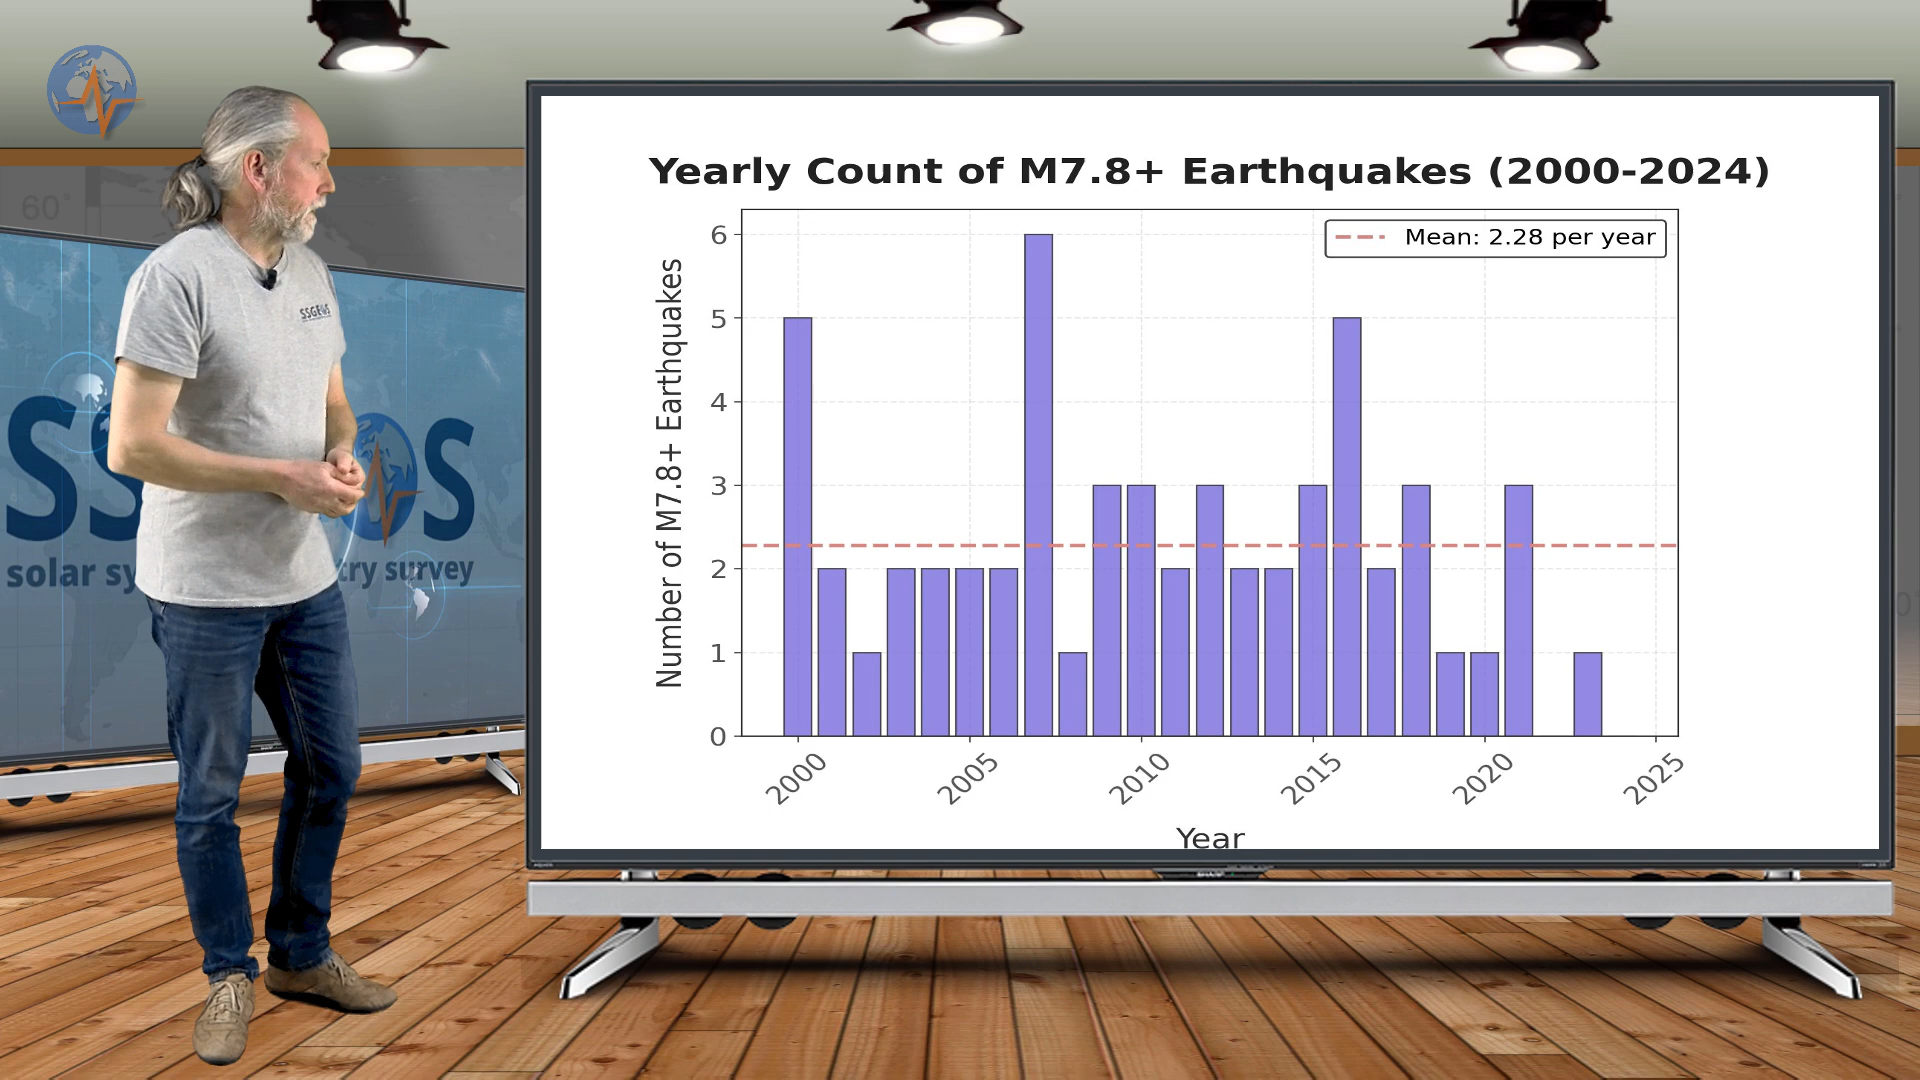 Yearly Count of M7.8+ Earthquakes (2000-2024)
Mean: 2.28 per year
Number of M7.8+ Earthquakes
6
5
4
3
2
1
0
2000
2005
2010
2015
2020
2025
Year
60°
SSGEOS
SS
S
solar sy
try survey
SHARP